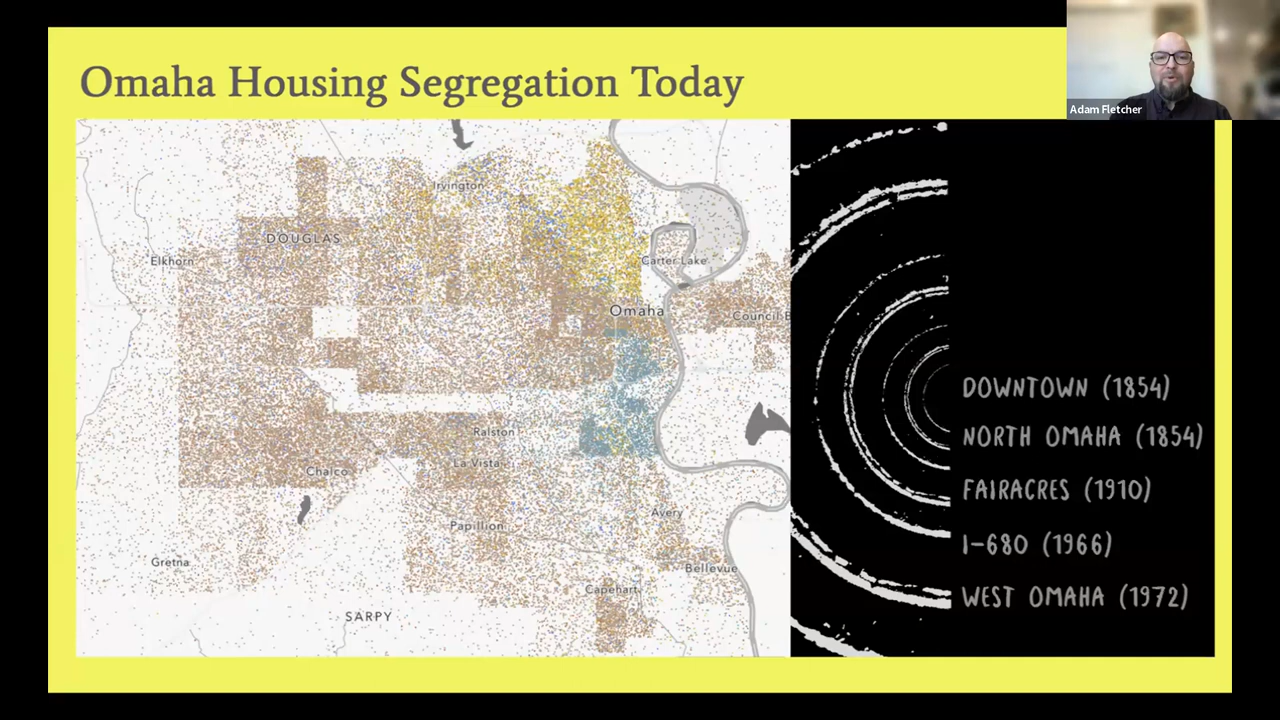 Omaha Housing Segregation Today
Adam Fletcher
Irvington
DOUGLAS
Elkhorn
Carter Lake
Omaha
Council B
Ralston
La Vista
Chalco
Avery
Papillion
Gretna
Bellevue
Capehart
SARPY
DOWNTOWN (1854)
NORTH OMAHA (1854)
FAIRACRES (1910)
I-680 (1966)
WEST OMAHA (1972)